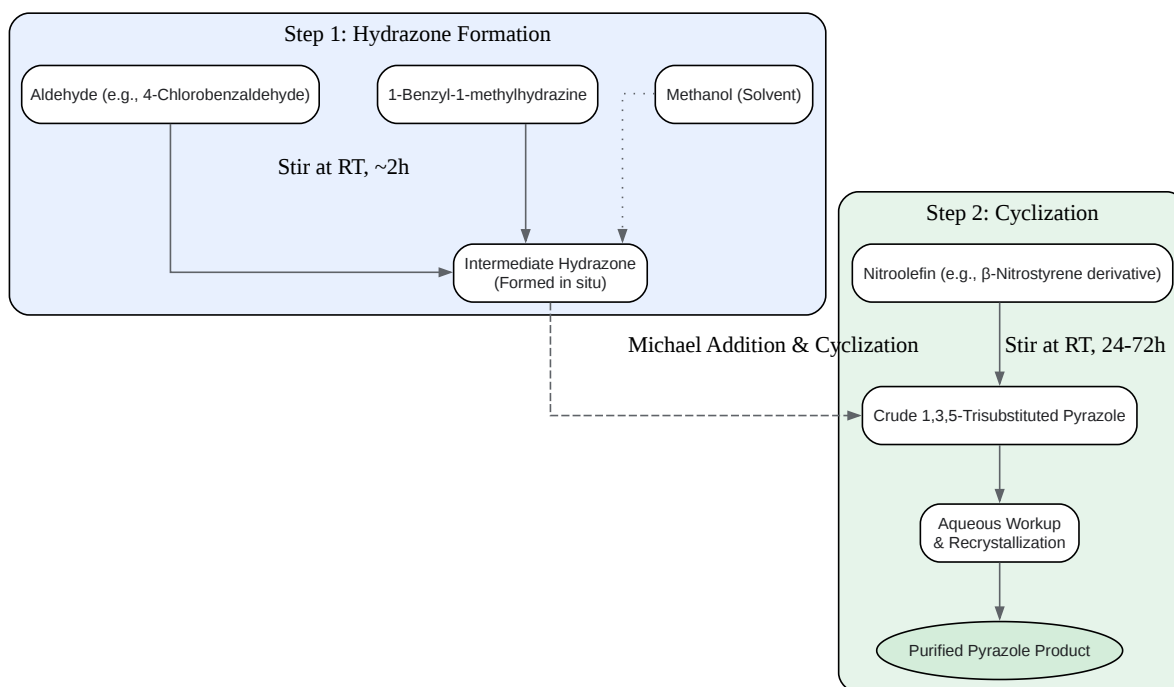 Step 1: Hydrazone Formation
Aldehyde (e.g., 4-Chlorobenzaldehyde)
1-Benzyl-1-methylhydrazine
Methanol (Solvent)
Stir at RT, ~2h
Intermediate Hydrazone
(Formed in situ)
Step 2: Cyclization
Nitroolefin (e.g., β-Nitrostyrene derivative)
Michael Addition & Cyclization
Stir at RT, 24-72h
Crude 1,3,5-Trisubstituted Pyrazole
Aqueous Workup
& Recrystallization
Purified Pyrazole Product